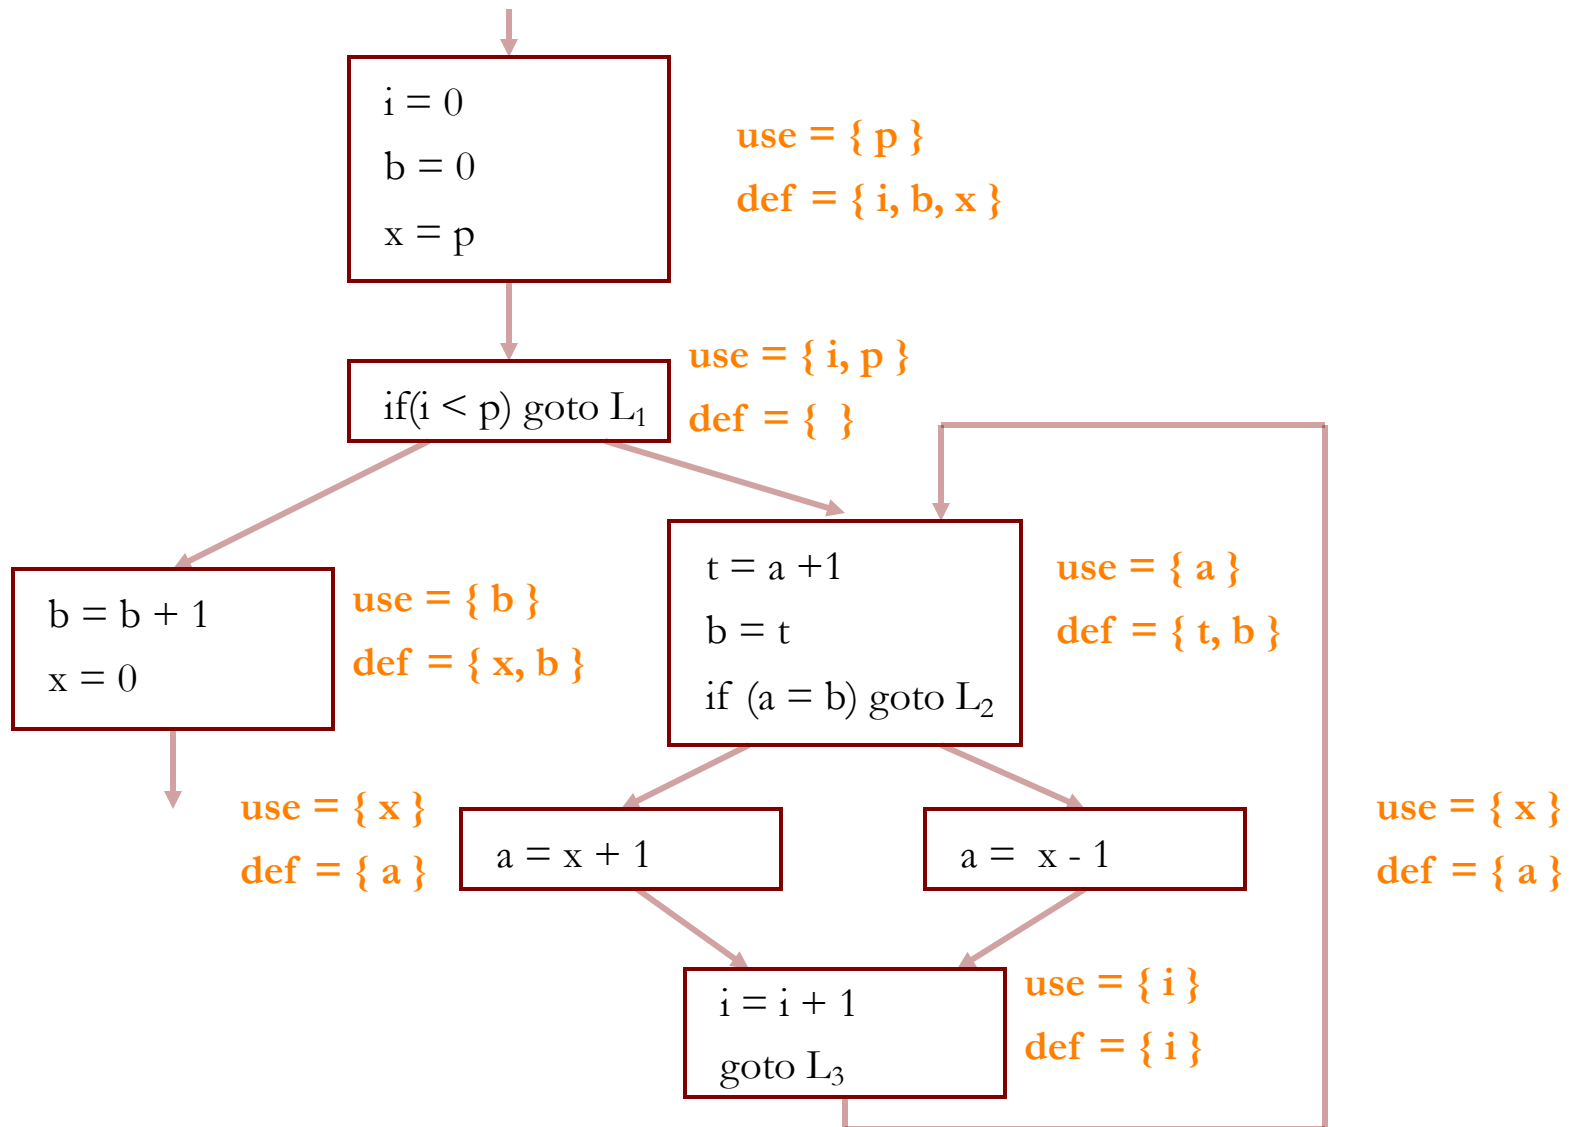 i = 0
b = 0
x = p
use = { p }
def = { i, b, x }
if(i < p) goto L₁
use = { i, p }
def = { }
b = b + 1
x = 0
use = { b }
def = { x, b }
t = a +1
b = t
if (a = b) goto L₂
use = { a }
def = { t, b }
use = { x }
def = { a }
a = x + 1
a = x - 1
use = { x }
def = { a }
i = i + 1
goto L₃
use = { i }
def = { i }